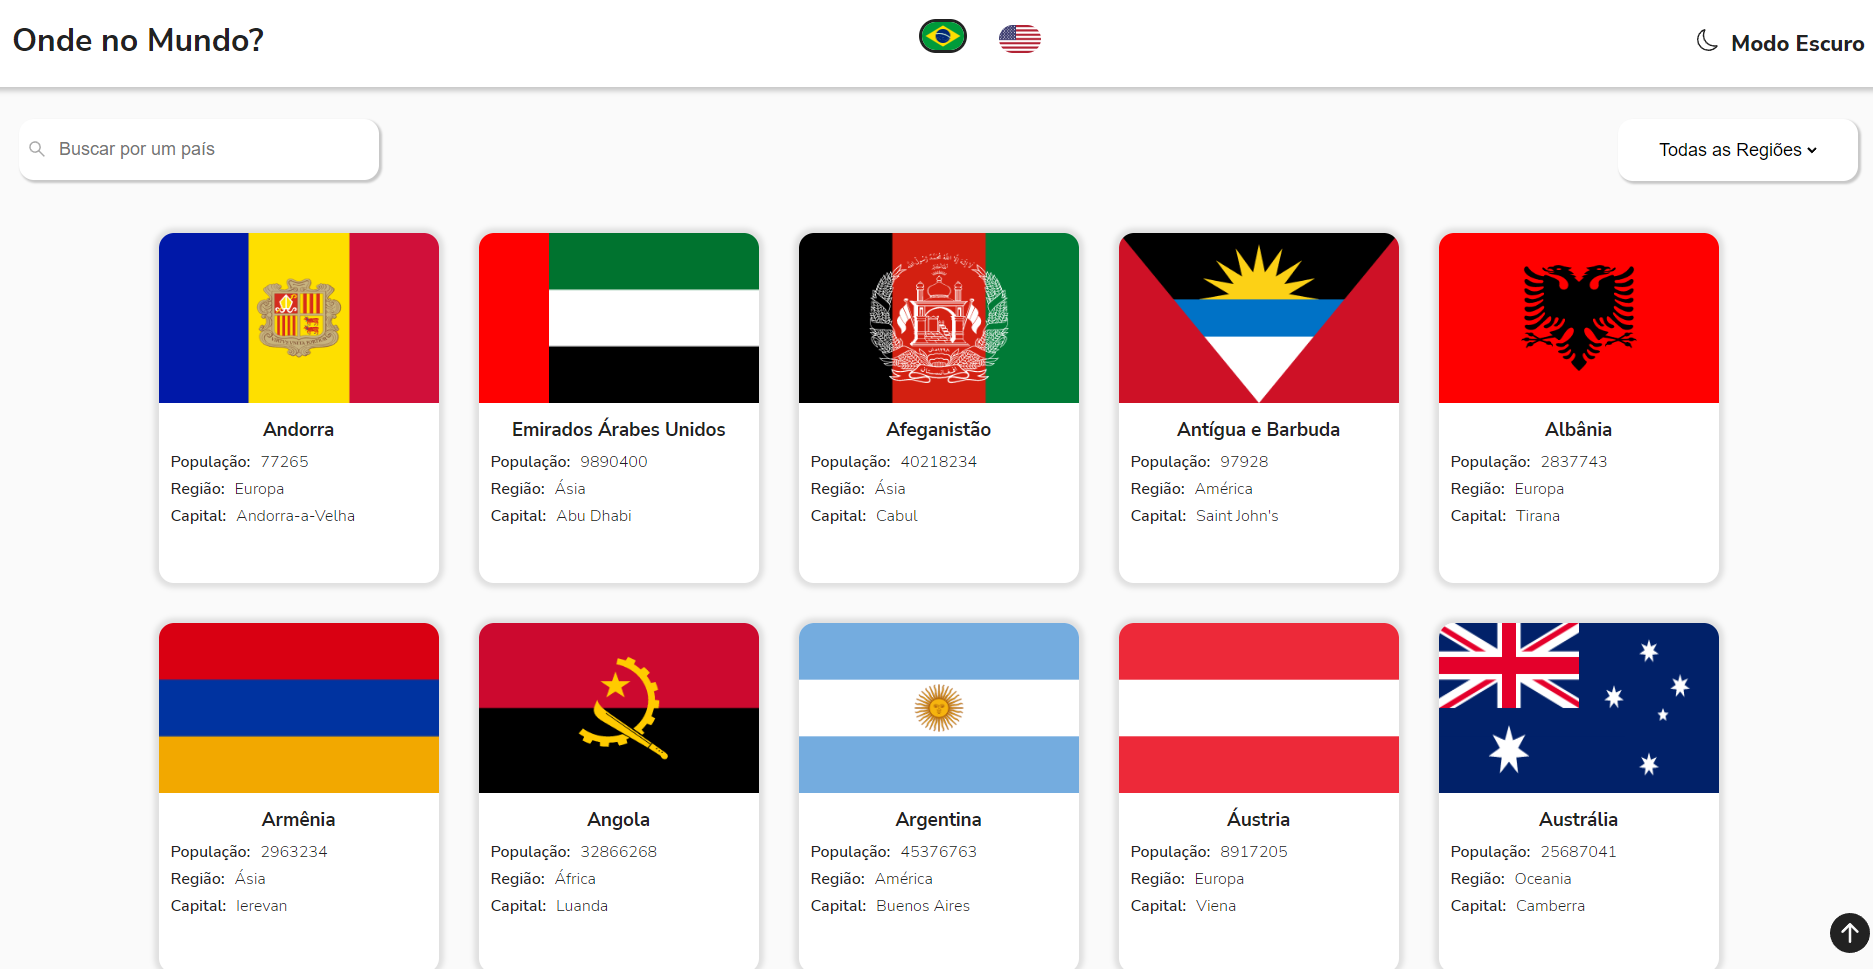 Onde no Mundo?
Modo Escuro
Buscar por um país
Todas as Regiões
Andorra
População: 77265
Região: Europa
Capital: Andorra-a-Velha
Emirados Árabes Unidos
População: 9890400
Região: Ásia
Capital: Abu Dhabi
Afeganistão
População: 40218234
Região: Ásia
Capital: Cabul
Antígua e Barbuda
População: 97928
Região: América
Capital: Saint John's
Albânia
População: 2837743
Região: Europa
Capital: Tirana
Armênia
População: 2963234
Região: Ásia
Capital: Ierevan
Angola
População: 32866268
Região: África
Capital: Luanda
Argentina
População: 45376763
Região: América
Capital: Buenos Aires
Áustria
População: 8917205
Região: Europa
Capital: Viena
Austrália
População: 25687041
Região: Oceania
Capital: Camberra